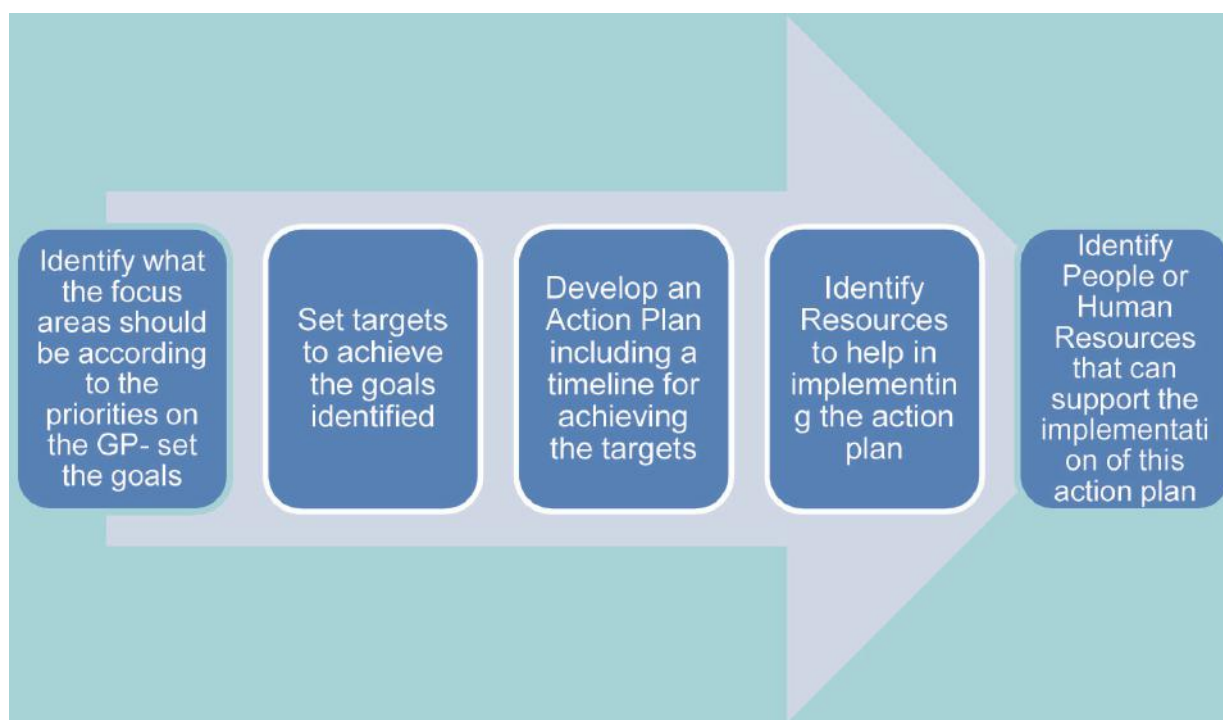 Identify what
the focus
areas should
be according
to the
priorities on
the GP- set
the goals
Set targets
to achieve
the goals
identified
Develop an
Action Plan
including a
timeline for
achieving
the targets
Identify
Resources
to help in
implementin
g the action
plan
Identify
People or
Human
Resources
that can
support the
implementati
on of this
action plan